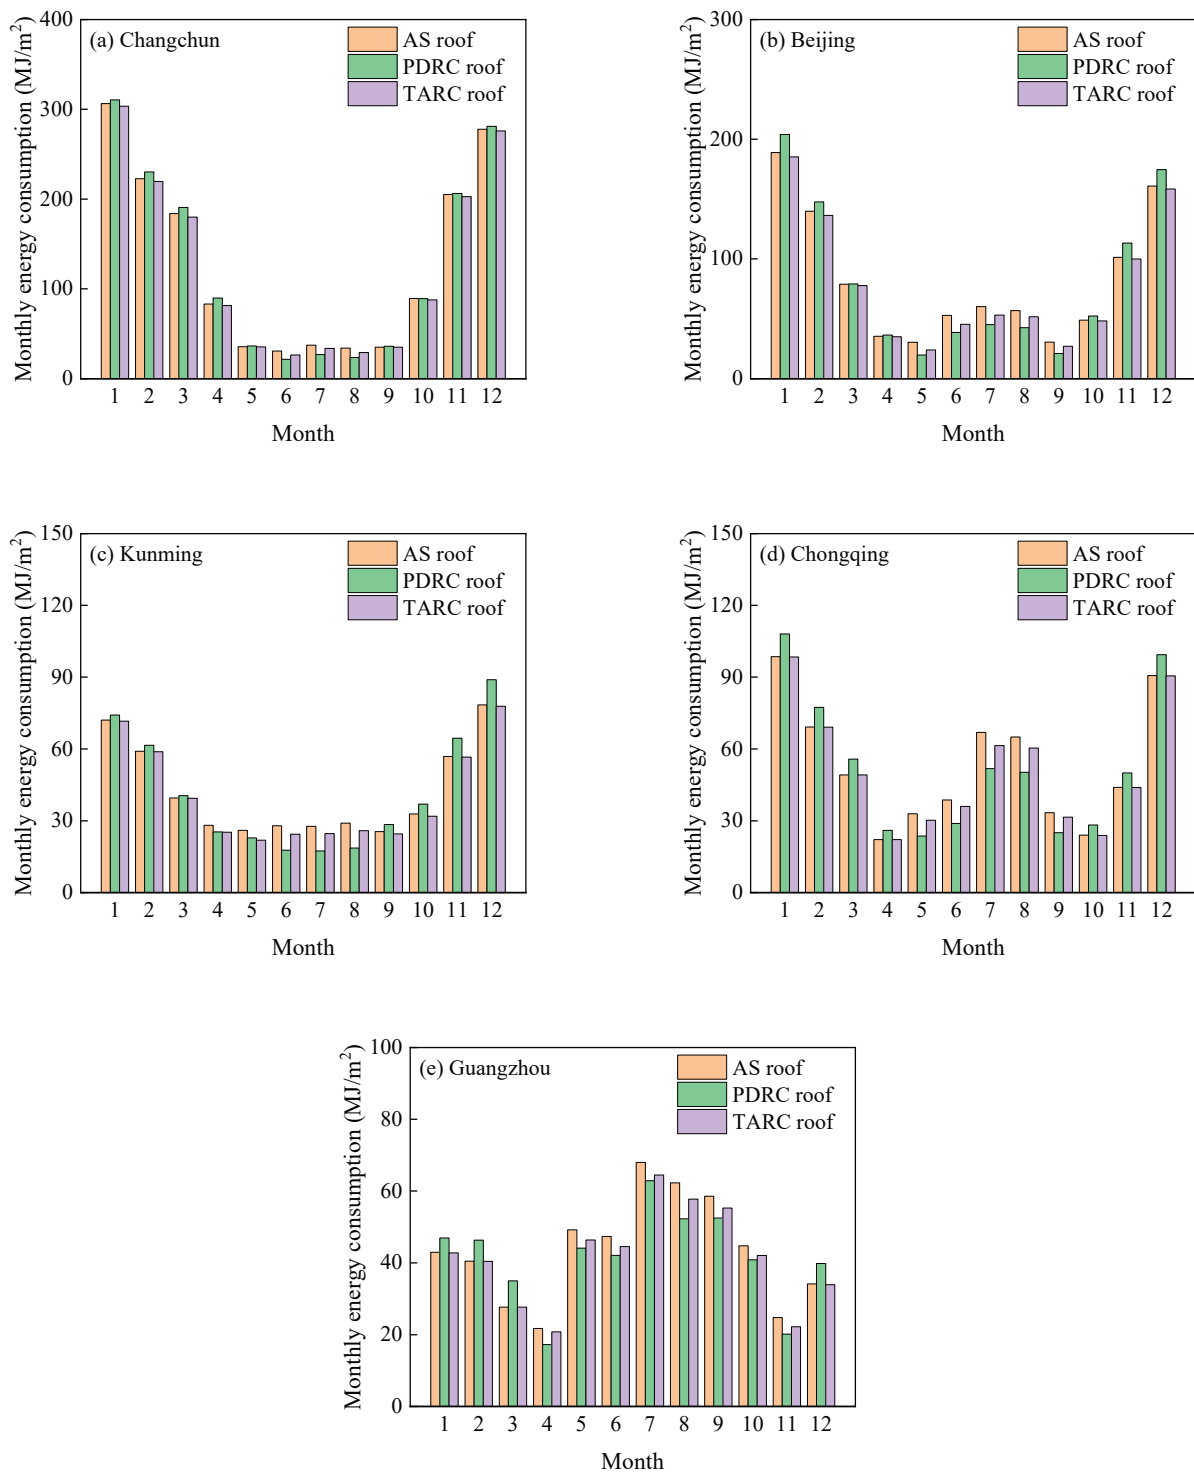 (a) Changchun
AS roof
PDRC roof
TARC roof
Monthly energy consumption (MJ/m²)
400
300
200
100
0
1 2 3 4 5 6 7 8 9 10 11 12
Month
(b) Beijing
AS roof
PDRC roof
TARC roof
Monthly energy consumption (MJ/m²)
300
200
100
0
1 2 3 4 5 6 7 8 9 10 11 12
Month
(c) Kunming
AS roof
PDRC roof
TARC roof
Monthly energy consumption (MJ/m²)
150
120
90
60
30
0
1 2 3 4 5 6 7 8 9 10 11 12
Month
(d) Chongqing
AS roof
PDRC roof
TARC roof
Monthly energy consumption (MJ/m²)
150
120
90
60
30
0
1 2 3 4 5 6 7 8 9 10 11 12
Month
(e) Guangzhou
AS roof
PDRC roof
TARC roof
Monthly energy consumption (MJ/m²)
100
80
60
40
20
0
1 2 3 4 5 6 7 8 9 10 11 12
Month